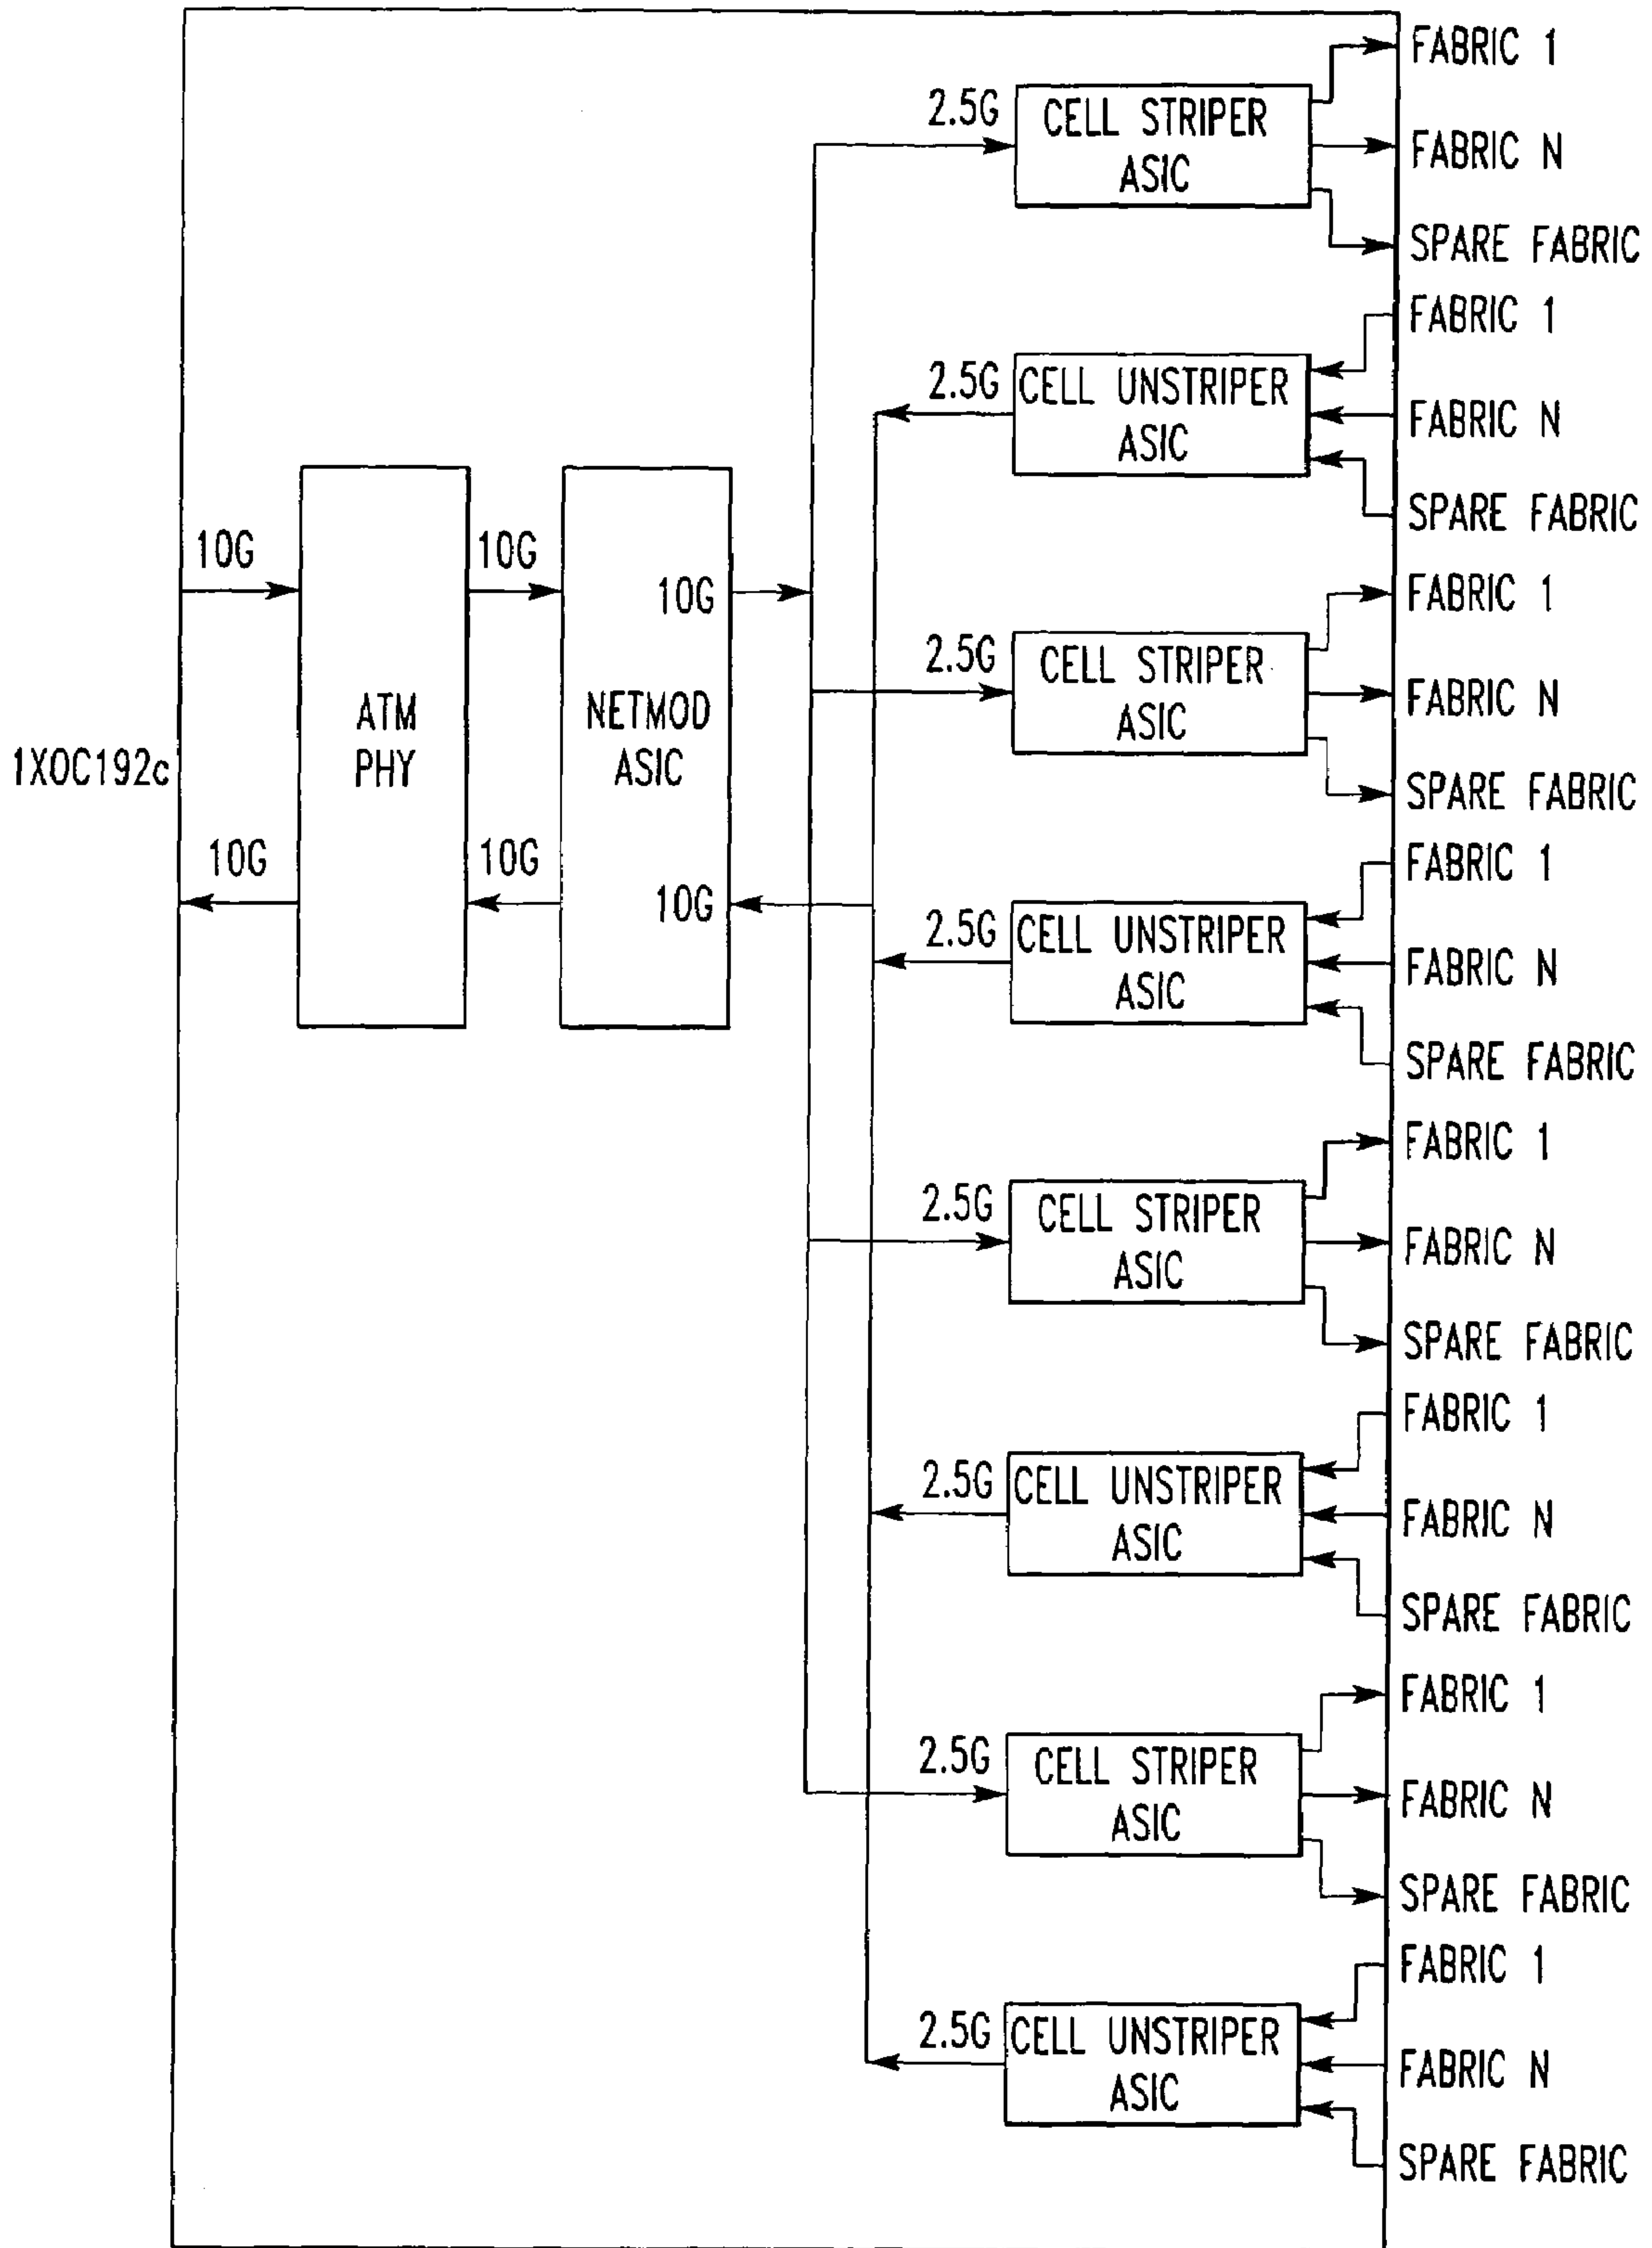 FABRIC 1
2.5G
CELL STRIPER
ASIC
FABRIC N
SPARE FABRIC
FABRIC 1
2.5G
CELL UNSTRIPER
ASIC
FABRIC N
SPARE FABRIC
10G
10G
10G
FABRIC 1
2.5G
CELL STRIPER
ASIC
FABRIC N
SPARE FABRIC
ATM
PHY
NETMOD
ASIC
1XOC192c
10G
10G
10G
FABRIC 1
2.5G
CELL UNSTRIPER
ASIC
FABRIC N
SPARE FABRIC
FABRIC 1
2.5G
CELL STRIPER
ASIC
FABRIC N
SPARE FABRIC
FABRIC 1
2.5G
CELL UNSTRIPER
ASIC
FABRIC N
SPARE FABRIC
FABRIC 1
2.5G
CELL STRIPER
ASIC
FABRIC N
SPARE FABRIC
FABRIC 1
2.5G
CELL UNSTRIPER
ASIC
FABRIC N
SPARE FABRIC